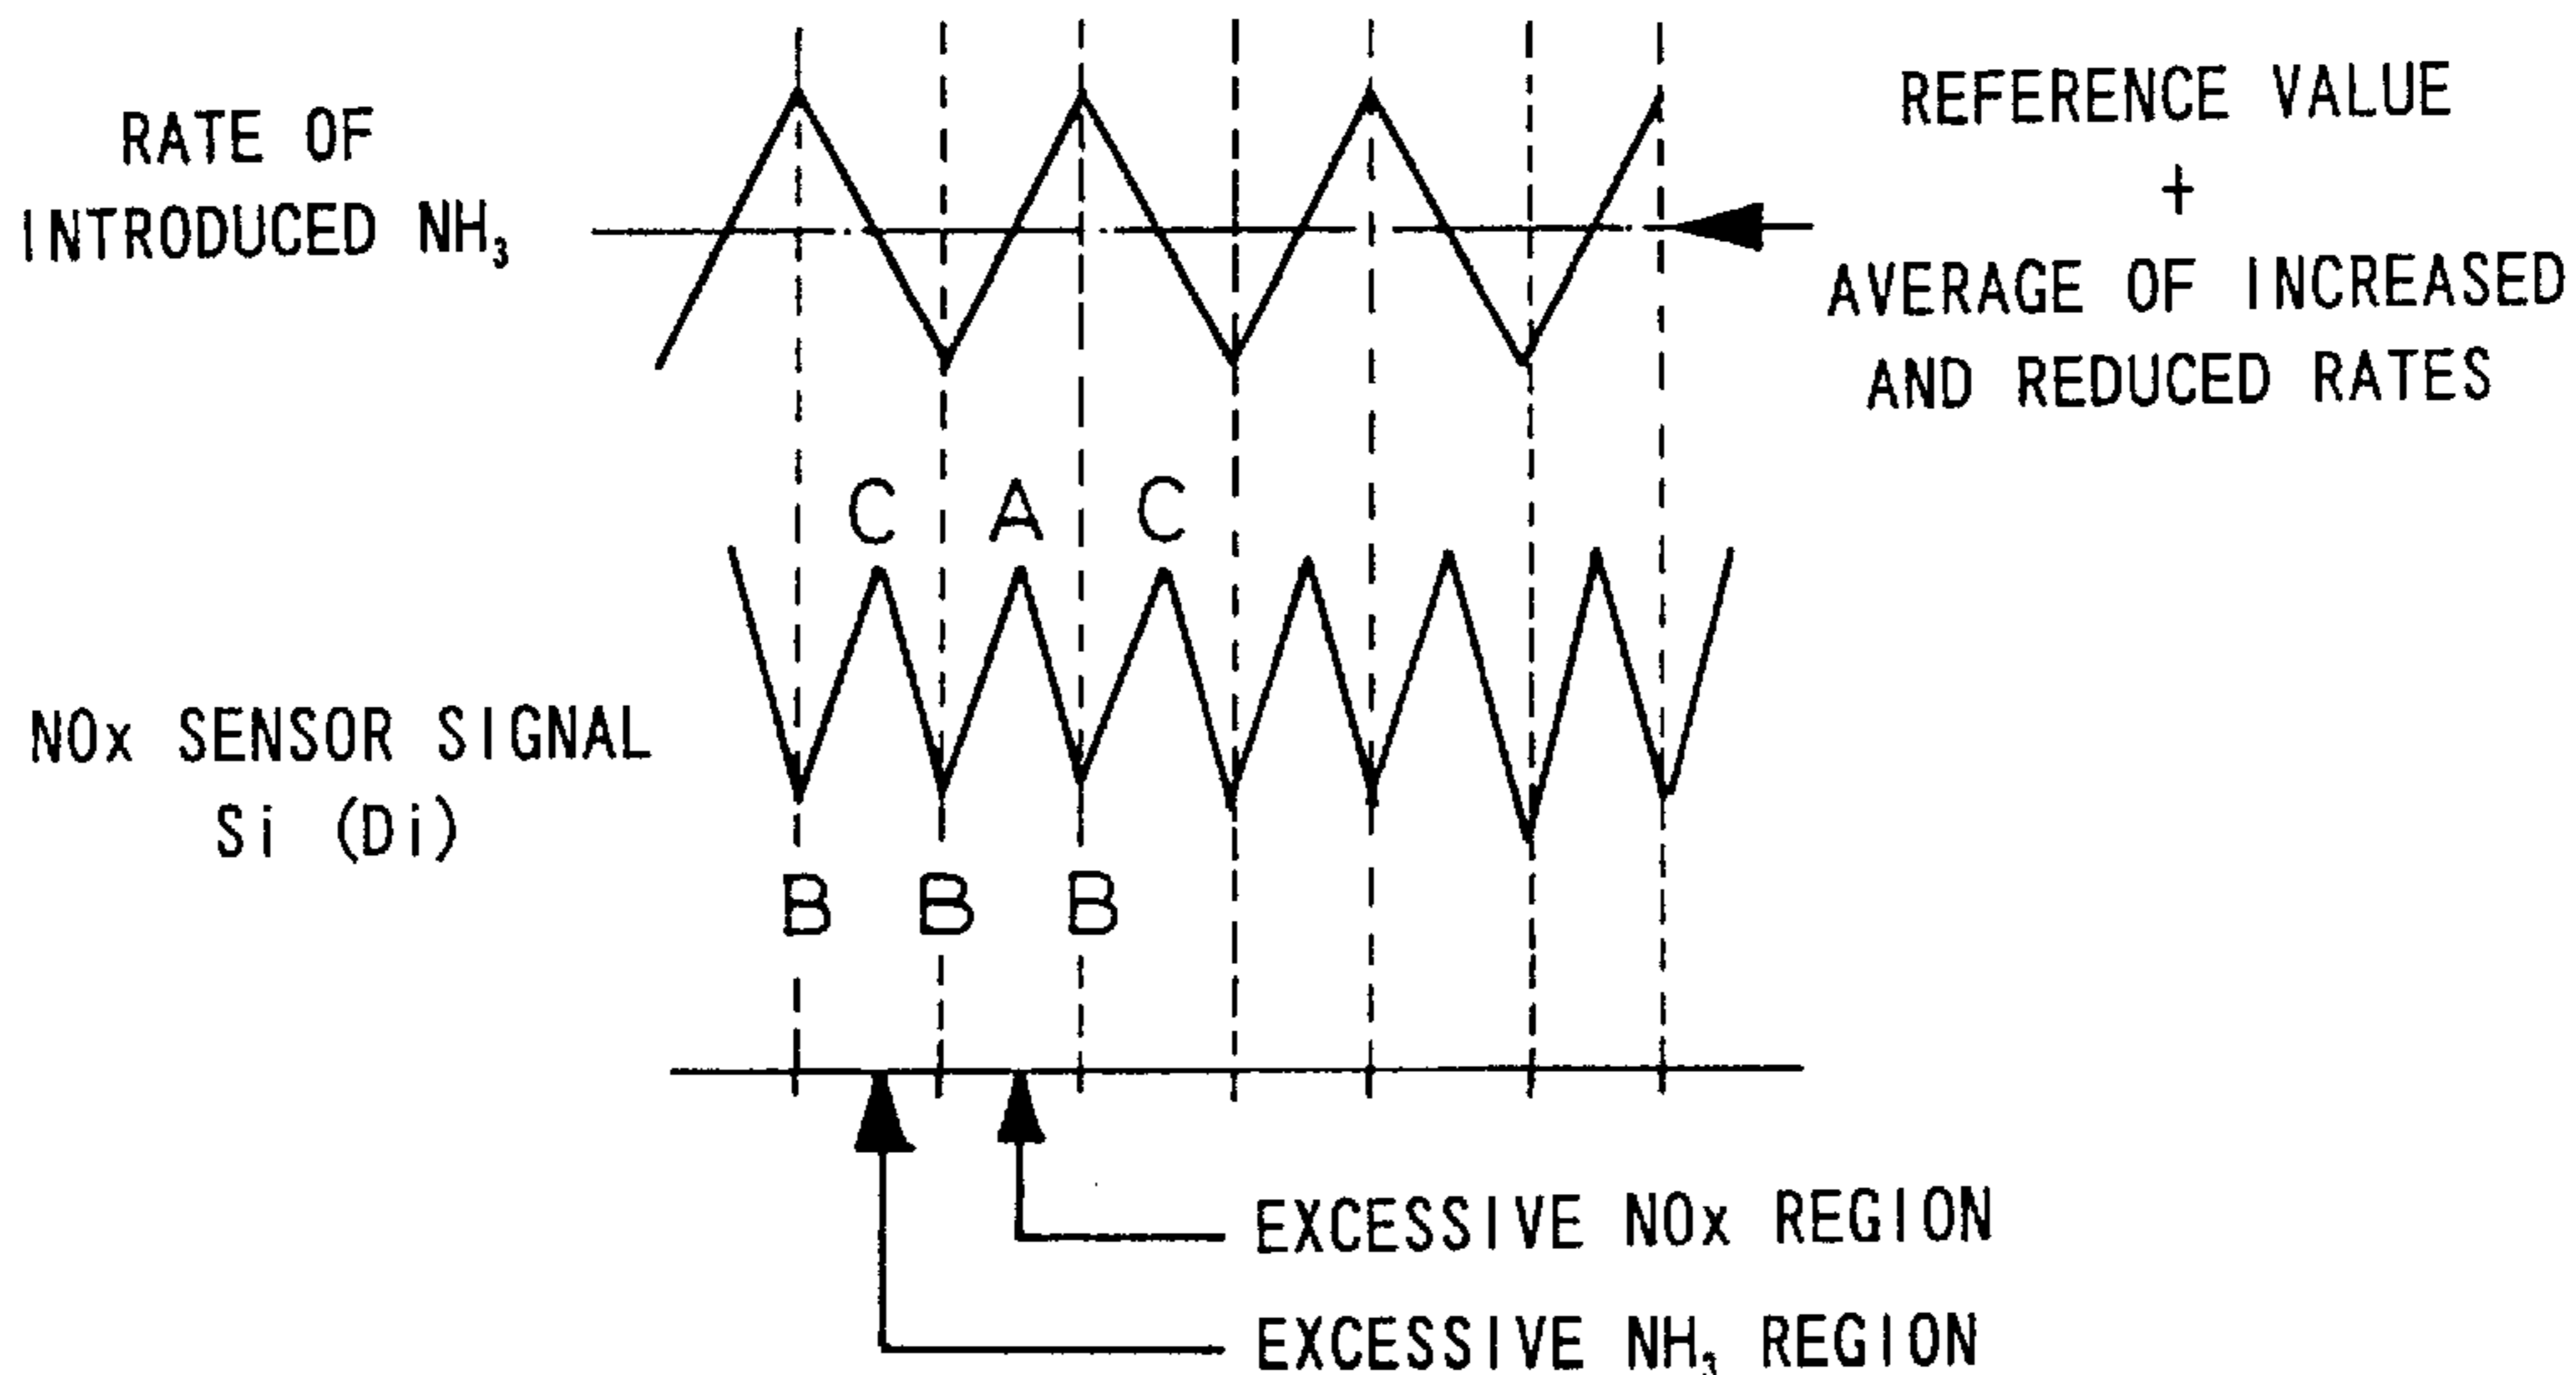 RATE OF
INTRODUCED NH₃
REFERENCE VALUE
+
AVERAGE OF INCREASED
AND REDUCED RATES
C A C
NOx SENSOR SIGNAL
Si (Di)
B B B
EXCESSIVE NOx REGION
EXCESSIVE NH₃ REGION